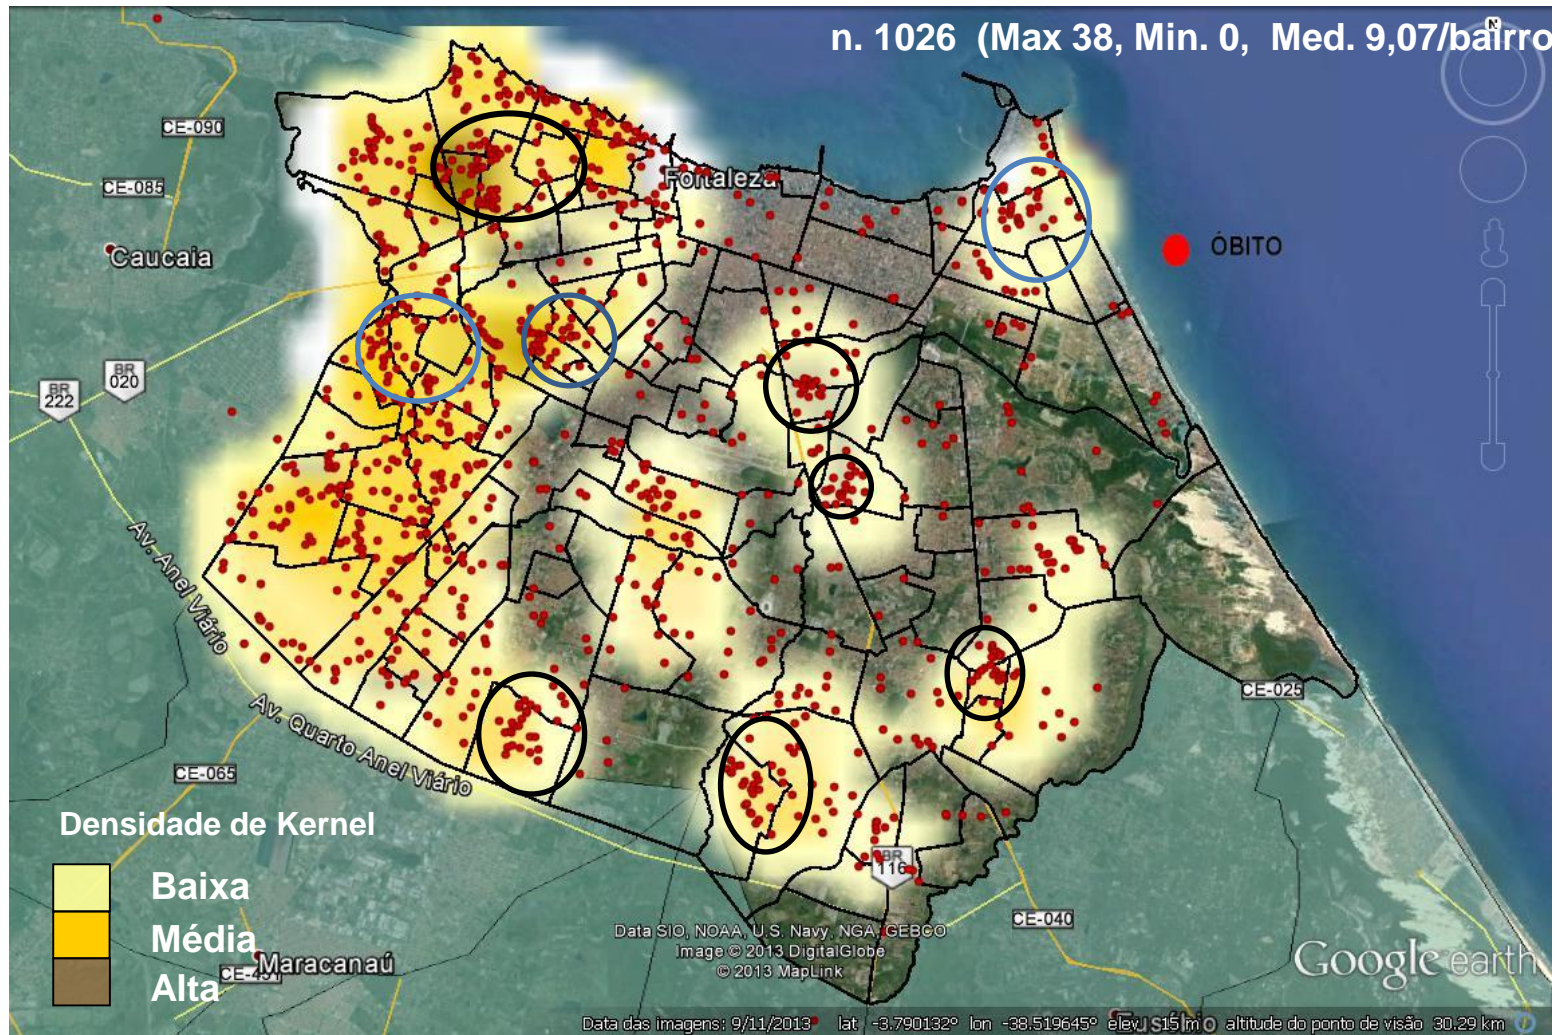 n. 1026 (Max 38, Min. 0, Med. 9,07/bairro
N
CE-090
CE-085
Fortaleza
Caucaia
ÓBITO
BR
020
BR
222
Av. Anel Viário
CE-025
Av. Quarto Anel Viário
CE-065
Densidade de Kernel
Baixa
Média
Alta
BR
116
CE-040
Maracanaú
Data SIO, NOAA, U.S. Navy, NGA, GEBCO
Image © 2013 DigitalGlobe
© 2013 MapLink
Google earth
Data das imagens: 9/11/2013 lat -3.790132° lon -38.519645° elev 15 m altitude do ponto de visão 30.29 km